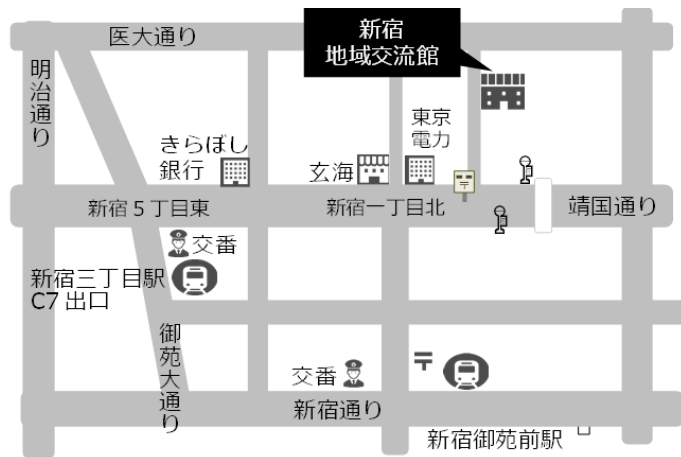 新宿
地域交流館
医大通り
明治通り
東京
電力
きらぼし
銀行
玄海
〒
新宿5丁目東
新宿一丁目北
靖国通り
交番
新宿三丁目駅
C7出口
御苑大通り
交番
〒
新宿通り
新宿御苑前駅